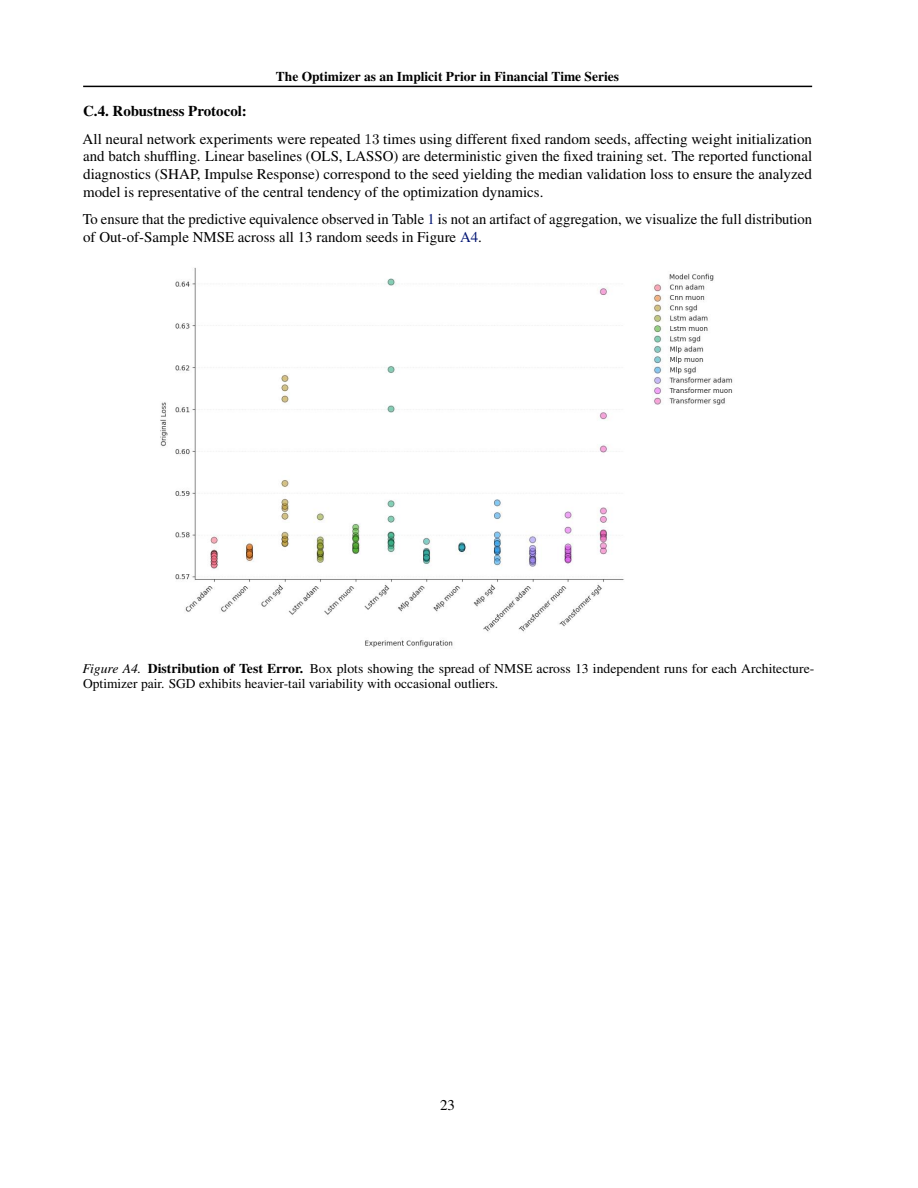 The Optimizer as an Implicit Prior in Financial Time Series
C.4. Robustness Protocol:
All neural network experiments were repeated 13 times using different fixed random seeds, affecting weight initialization
and batch shuffling. Linear baselines (OLS, LASSO) are deterministic given the fixed training set. The reported functional
diagnostics (SHAP, Impulse Response) correspond to the seed yielding the median validation loss to ensure the analyzed
model is representative of the central tendency of the optimization dynamics.
To ensure that the predictive equivalence observed in Table 1 is not an artifact of aggregation, we visualize the full distribution
of Out-of-Sample NMSE across all 13 random seeds in Figure A4.
Original Loss
0.64
0.63
0.62
0.61
0.60
0.59
0.58
0.57
Cnn adam
Cnn muon
Cnn sgd
Lstm adam
Lstm muon
Lstm sgd
Mlp adam
Mlp muon
Mlp sgd
Transformer adam
Transformer muon
Transformer sgd
Experiment Configuration
Model Config
Cnn adam
Cnn muon
Cnn sgd
Lstm adam
Lstm muon
Lstm sgd
Mlp adam
Mlp muon
Mlp sgd
Transformer adam
Transformer muon
Transformer sgd
Figure A4. Distribution of Test Error. Box plots showing the spread of NMSE across 13 independent runs for each Architecture-
Optimizer pair. SGD exhibits heavier-tail variability with occasional outliers.
23